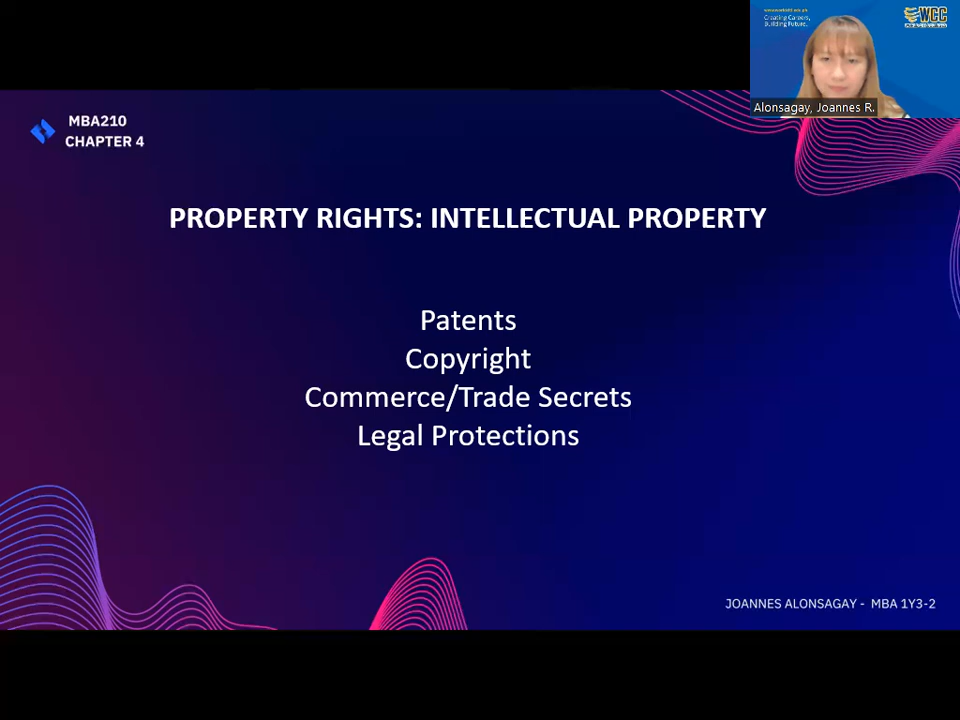 Creating Careers,
Building Future.
WCC
Alonsagay, Joannes R.
MBA210
CHAPTER 4
PROPERTY RIGHTS: INTELLECTUAL PROPERTY
Patents
Copyright
Commerce/Trade Secrets
Legal Protections
JOANNES ALONSAGAY - MBA 1Y3-2